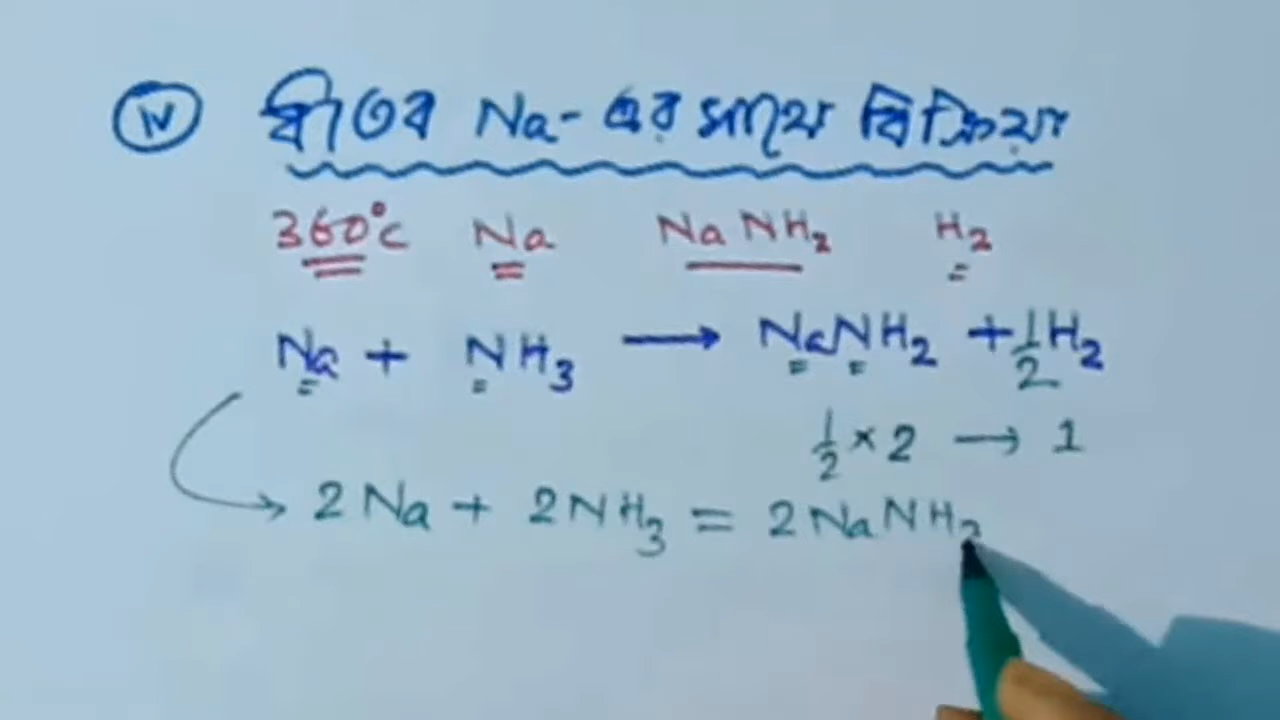 (iv) ধাতব Na-এর সাথে বিক্রিয়া
360°C Na NaNH₂ H₂
Na + NH₃ ⟶ NaNH₂ + ½H₂
½ × 2 ⟶ 1
2Na + 2NH₃ = 2NaNH₂